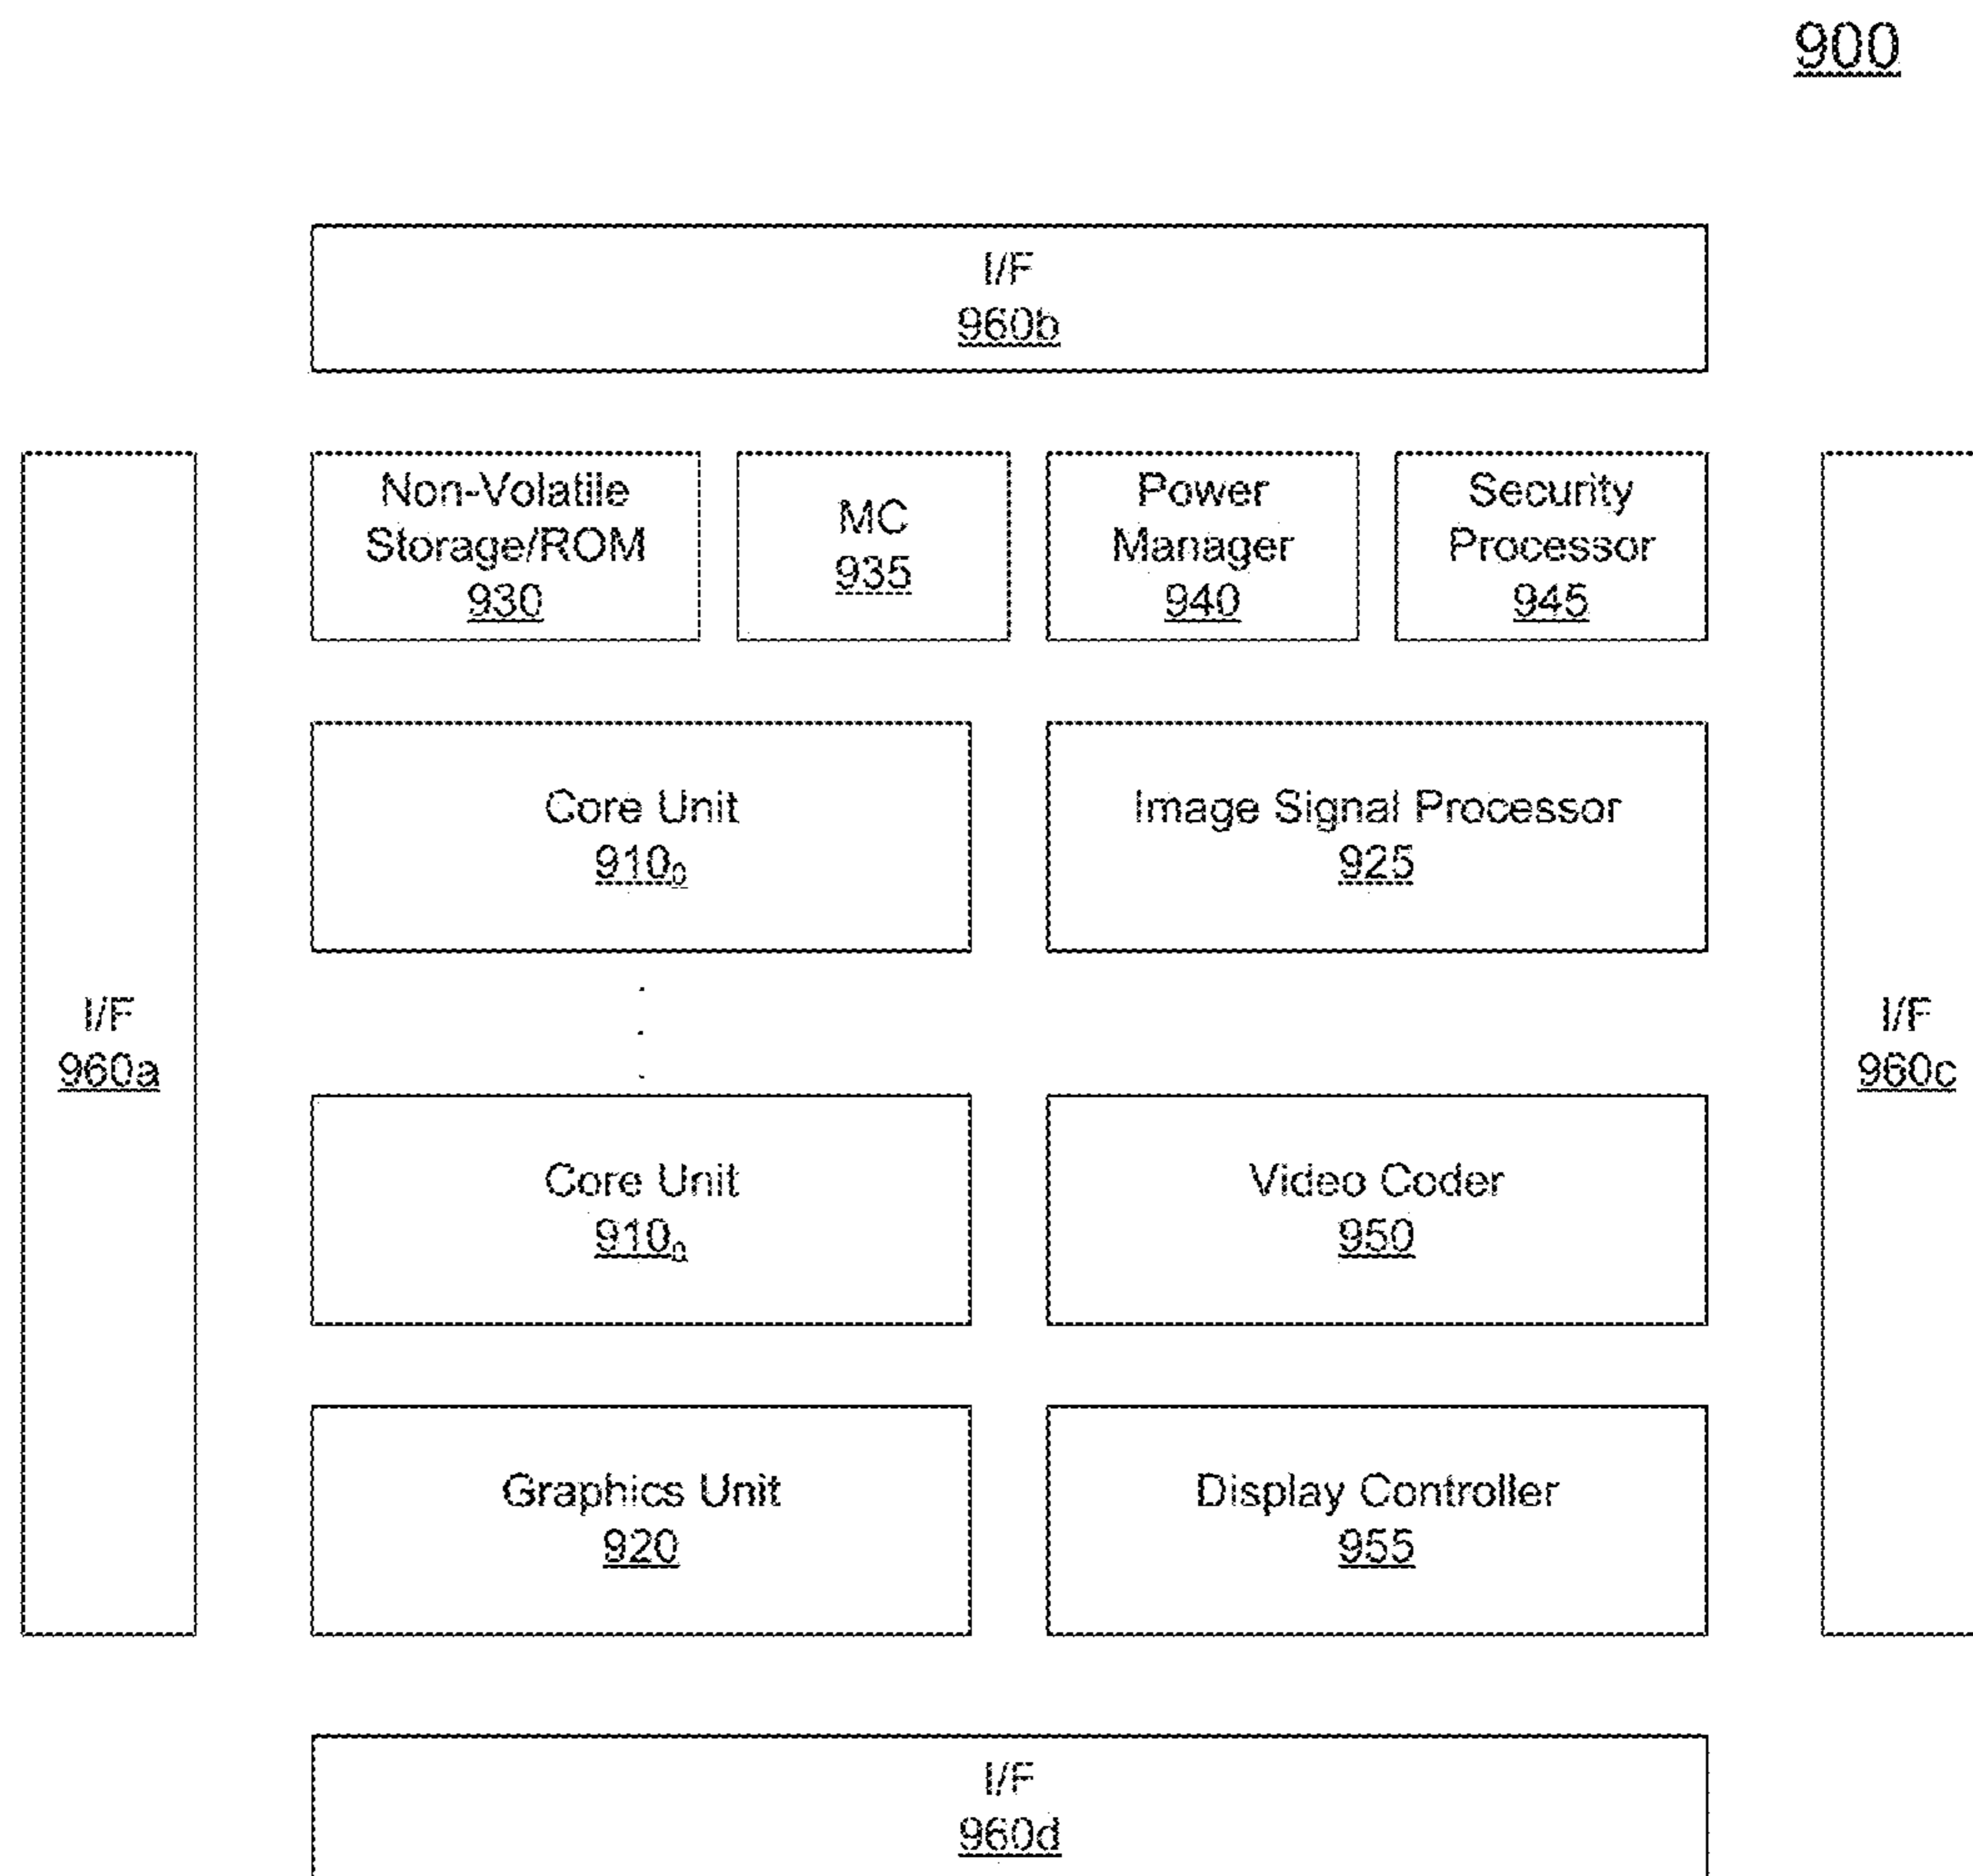 900
I/F
960b
Non-Volatile
Storage/ROM
930
MC
935
Power
Manager
940
Security
Processor
945
Core Unit
910₀
Image Signal Processor
925
I/F
960a
I/F
960c
Core Unit
910ₙ
Video Coder
950
Graphics Unit
920
Display Controller
955
I/F
960d